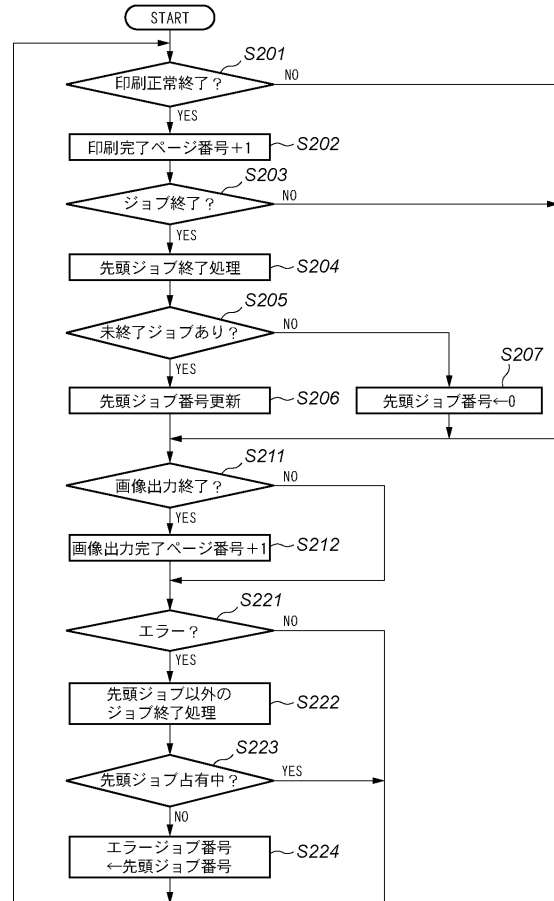 START
S201
印刷正常終了？
NO
YES
印刷完了ページ番号+1
S202
S203
ジョブ終了？
NO
YES
先頭ジョブ終了処理
S204
S205
未終了ジョブあり？
NO
YES
S207
先頭ジョブ番号更新
S206
先頭ジョブ番号←0
S211
画像出力終了？
NO
YES
画像出力完了ページ番号+1
S212
S221
エラー？
NO
YES
先頭ジョブ以外の
ジョブ終了処理
S222
S223
先頭ジョブ占有中？
YES
NO
エラージョブ番号
←先頭ジョブ番号
S224